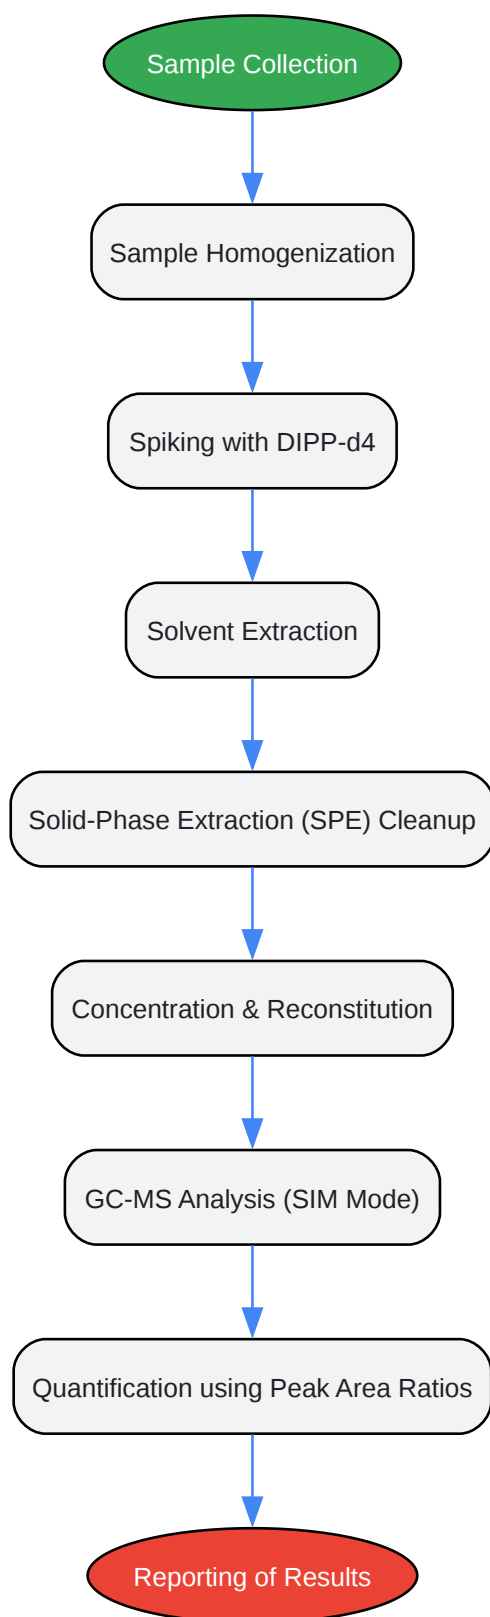 Sample Collection
Sample Homogenization
Spiking with DIPP-d4
Solvent Extraction
Solid-Phase Extraction (SPE) Cleanup
Concentration & Reconstitution
GC-MS Analysis (SIM Mode)
Quantification using Peak Area Ratios
Reporting of Results